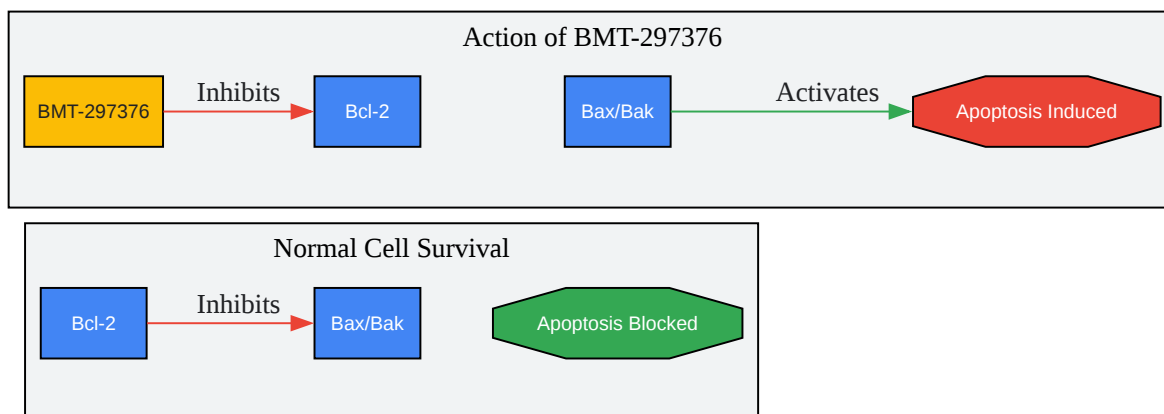 Action of BMT-297376
BMT-297376
Inhibits
Bcl-2
Bax/Bak
Activates
Apoptosis Induced
Normal Cell Survival
Bcl-2
Inhibits
Bax/Bak
Apoptosis Blocked